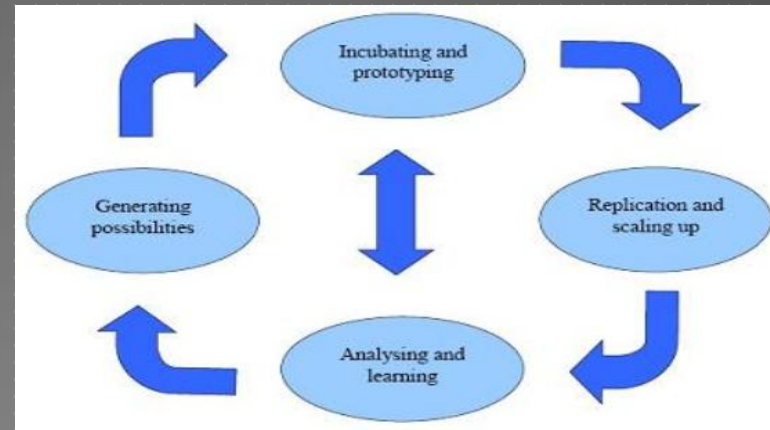 Incubating and
prototyping
Generating
possibilities
Replication and
scaling up
Analysing and
learning